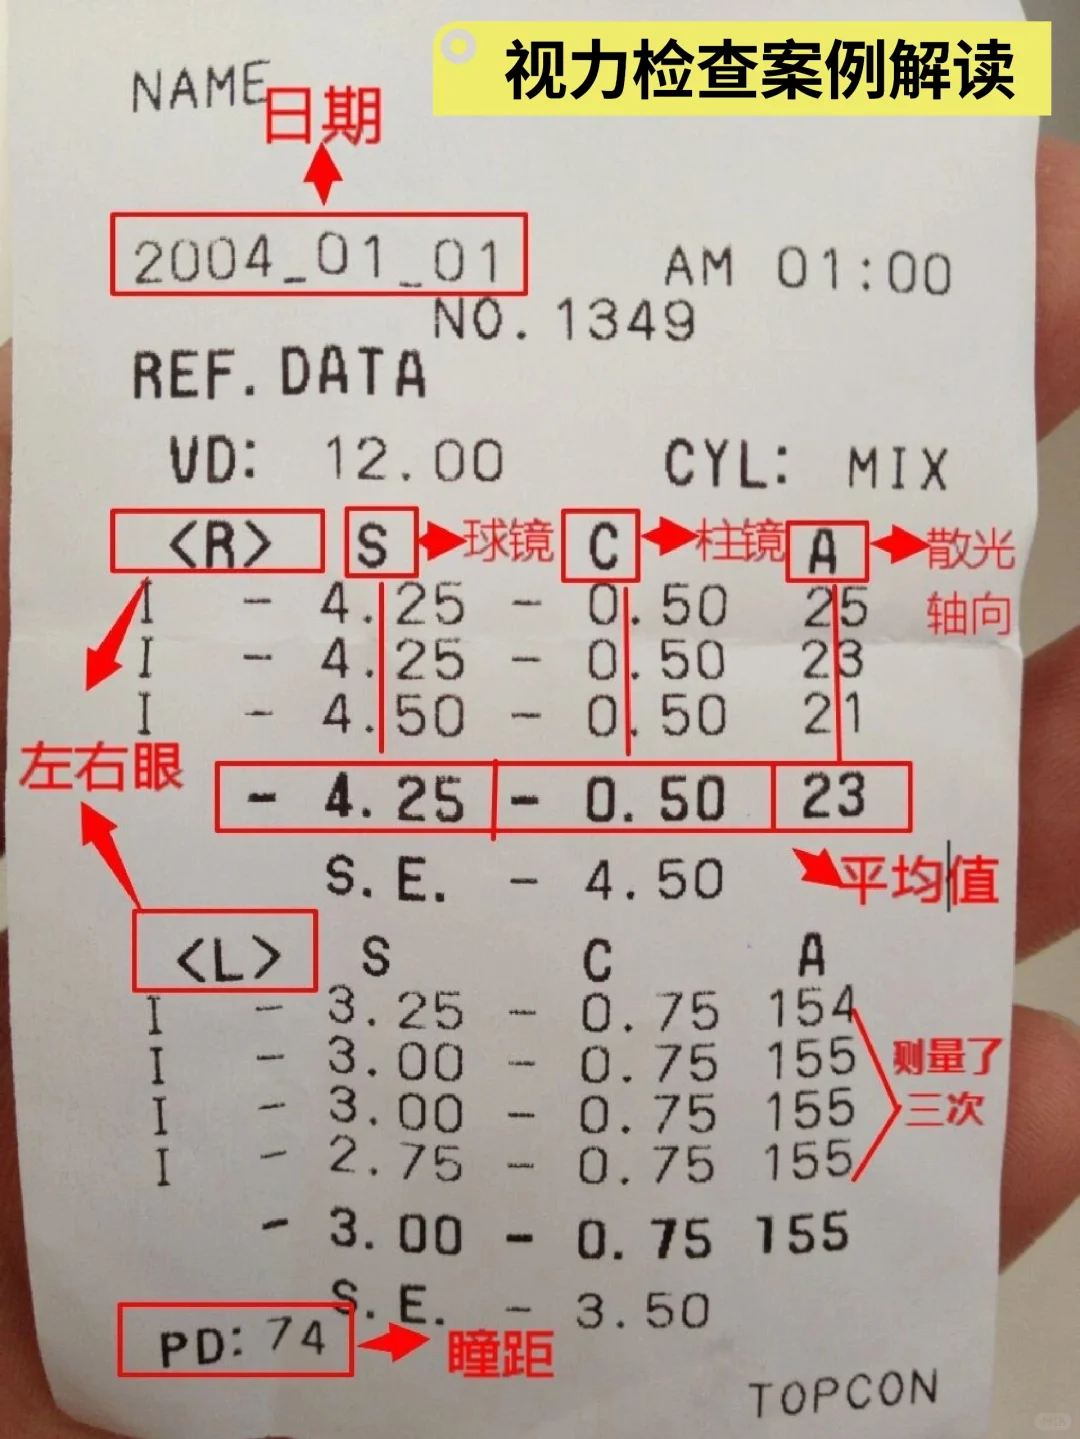 视力检查案例解读
NAME
日期
2004_01_01 AM 01:00
NO. 1349
REF. DATA
VD: 12.00 CYL: MIX
<R> S 球镜 C 柱镜 A 散光
轴向
I - 4.25 - 0.50 25
I - 4.25 - 0.50 23
I - 4.50 - 0.50 21
左右眼
- 4.25 - 0.50 23
平均值
S.E. - 4.50
<L> S C A
I - 3.25 - 0.75 154
I - 3.00 - 0.75 155
I - 3.00 - 0.75 155
I - 2.75 - 0.75 155
测量了
三次
- 3.00 - 0.75 155
S.E. - 3.50
PD: 74 瞳距
TOPCON